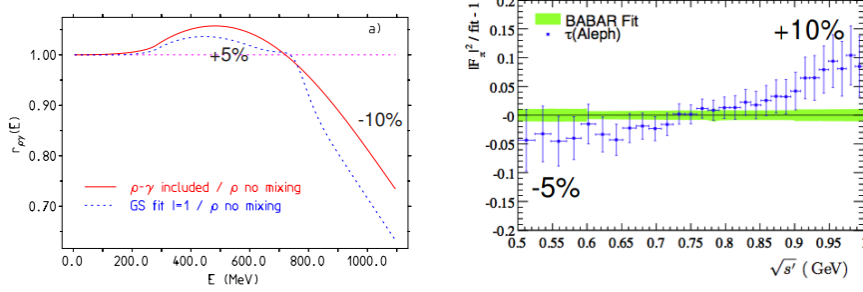 a)
+5%
-10%
ρ-γ included / ρ no mixing
GS fit I=1 / ρ no mixing
r_ργ(E)
1.00
0.90
0.80
0.70
0.0
200.0
400.0
600.0
800.0
1000.0
E (MeV)
BABAR Fit
τ(Aleph)
+10%
-5%
|F_π|² / fit - 1
0.2
0.15
0.1
0.05
-0
-0.05
-0.1
-0.15
-0.2
0.5 0.55 0.6 0.65 0.7 0.75 0.8 0.85 0.9 0.95 1
√s' ( GeV)